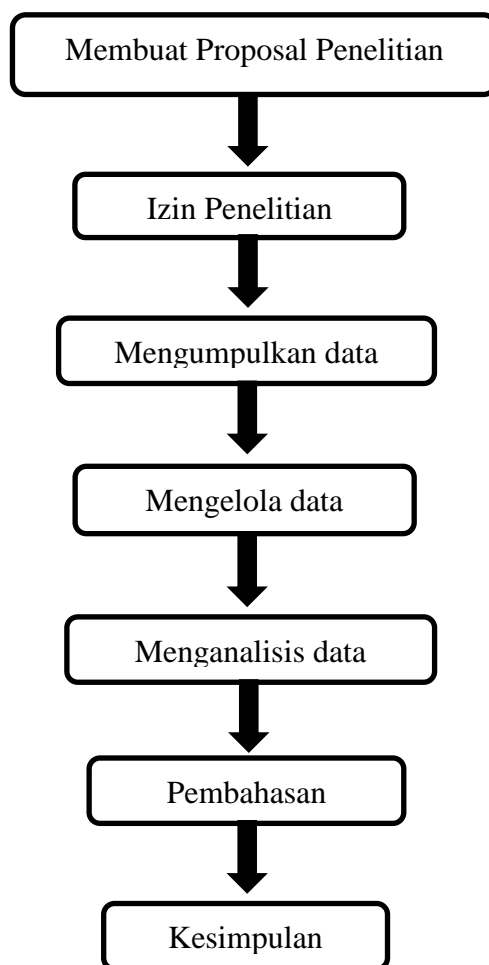 Membuat Proposal Penelitian
Izin Penelitian
Mengumpulkan data
Mengelola data
Menganalisis data
Pembahasan
Kesimpulan